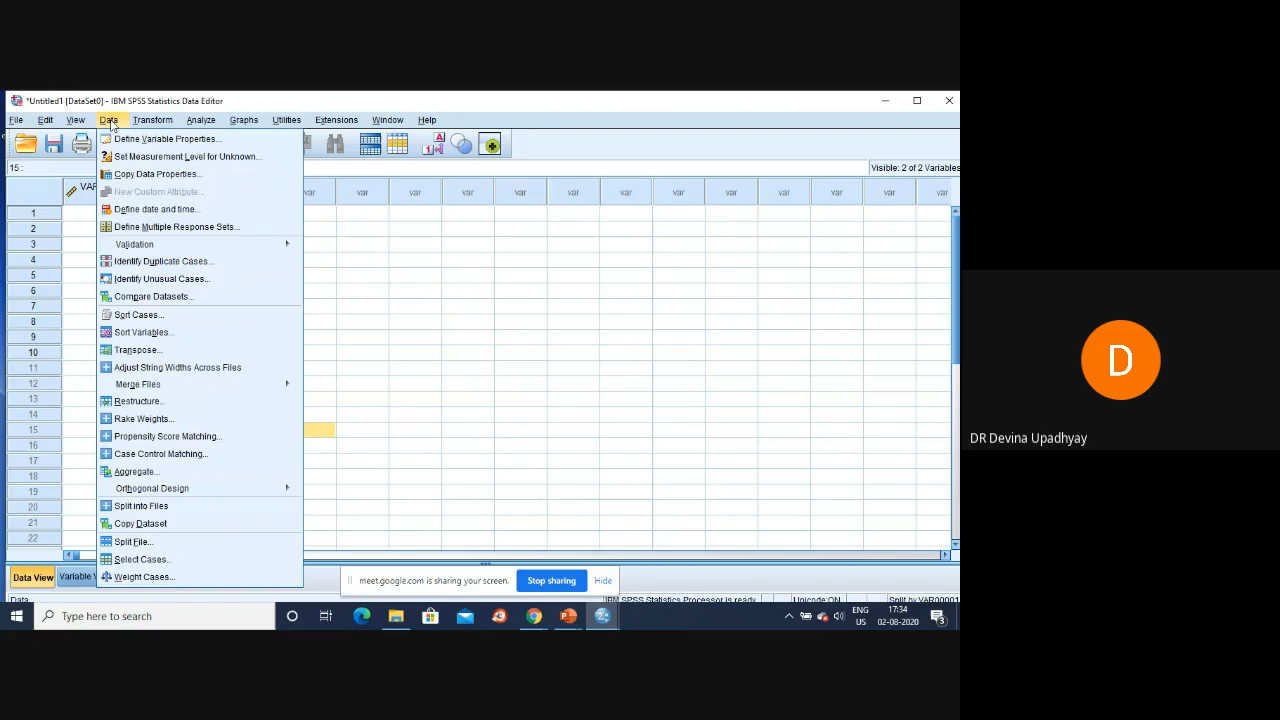 *Untitled1 [DataSet0] - IBM SPSS Statistics Data Editor
File Edit View Data Transform Analyze Graphs Utilities Extensions Window Help
15 :
Visible: 2 of 2 Variables
var var var var var var var var var var var var
Define Variable Properties...
Set Measurement Level for Unknown...
Copy Data Properties...
New Custom Attribute...
Define date and time...
Define Multiple Response Sets...
Validation
Identify Duplicate Cases...
Identify Unusual Cases...
Compare Datasets...
Sort Cases...
Sort Variables...
Transpose...
Adjust String Widths Across Files
Merge Files
Restructure...
Rake Weights...
Propensity Score Matching...
Case Control Matching...
Aggregate...
Orthogonal Design
Split into Files
Copy Dataset
Split File...
Select Cases...
Weight Cases...
1
2
3
4
5
6
7
8
9
10
11
12
13
14
15
16
17
18
19
20
21
22
Data View Variable V
meet.google.com is sharing your screen. Stop sharing Hide
Data IBM SPSS Statistics Processor is ready Unicode:ON Split by VAR00001
Type here to search
ENG
US
17:34
02-08-2020
3
D
DR Devina Upadhyay